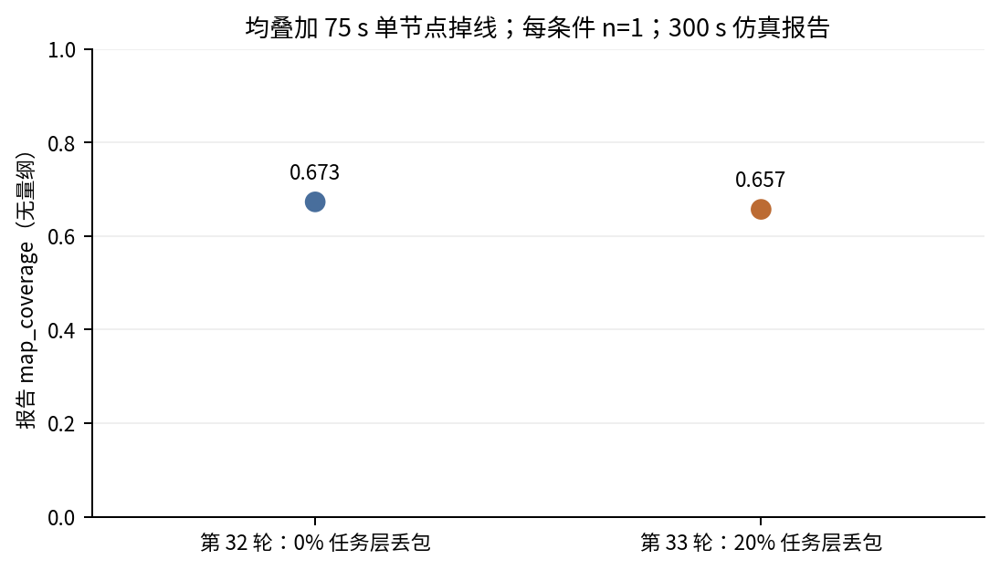 均叠加 75 s 单节点掉线；每条件 n=1；300 s 仿真报告
报告 map_coverage（无量纲）
1.0
0.8
0.6
0.4
0.2
0.0
0.673
0.657
第 32 轮：0% 任务层丢包
第 33 轮：20% 任务层丢包